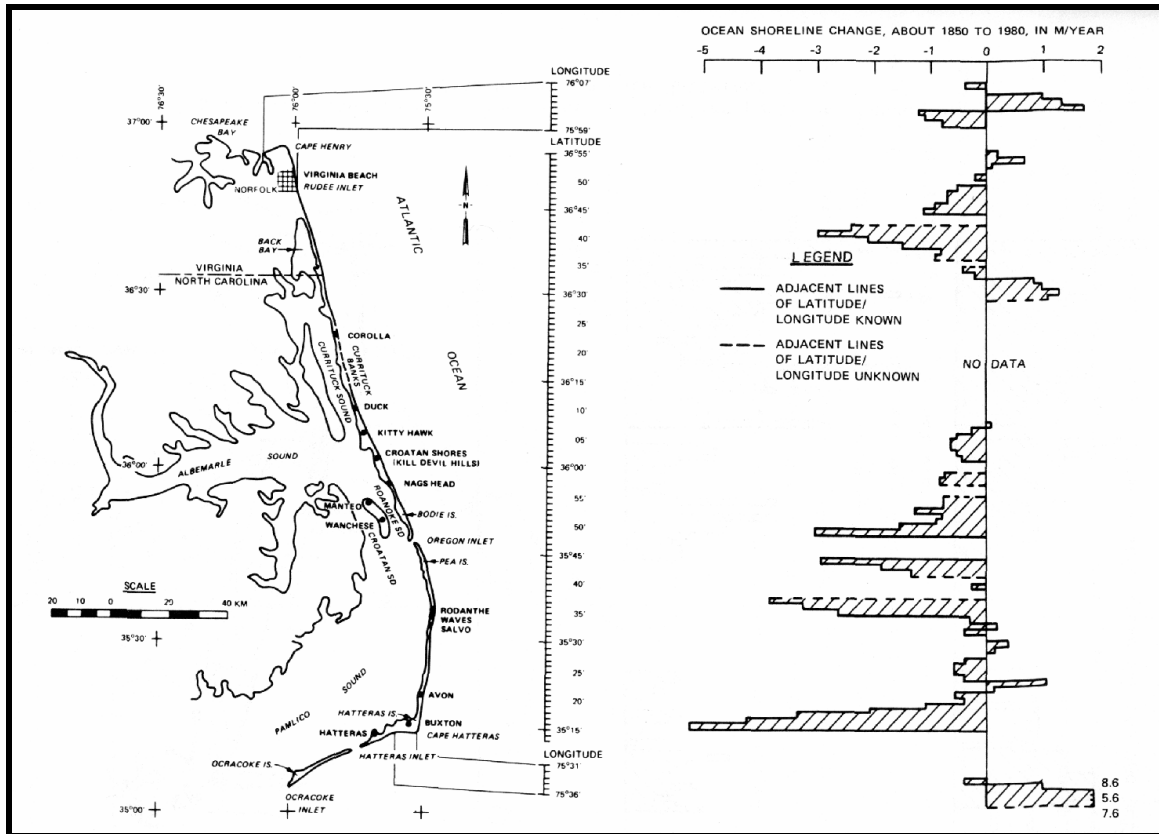 OCEAN SHORELINE CHANGE, ABOUT 1850 TO 1980, IN M/YEAR
-5 -4 -3 -2 -1 0 1 2
LONGITUDE
76°07'
75°59'
LATITUDE
36°55'
50'
36°45'
40'
35'
36°30'
25'
20'
36°15'
10'
05'
36°00'
55'
50'
35°45'
40'
35'
35°30'
25'
20'
35°15'
LONGITUDE
75°31'
75°36'
76°30'
76°00'
75°30'
37°00'
CHESAPEAKE
BAY
CAPE HENRY
VIRGINIA BEACH
NORFOLK
RUDEE INLET
ATLANTIC
N
BACK
BAY
VIRGINIA
NORTH CAROLINA
36°30'
COROLLA
CURRITUCK
BANKS
CURRITUCK SOUND
OCEAN
DUCK
KITTY HAWK
CROATAN SHORES
(KILL DEVIL HILLS)
36°00'
ALBEMARLE
SOUND
NAGS HEAD
ROANOKE SD
MANTEO
WANCHESE
BODIE IS.
CROATAN SD
OREGON INLET
PEA IS.
SCALE
20 10 0 20 40 KM
35°30'
RODANTHE
WAVES
SALVO
PAMLICO
SOUND
AVON
HATTERAS IS.
BUXTON
HATTERAS
CAPE HATTERAS
HATTERAS INLET
OCRACOKE IS.
OCRACOKE
INLET
35°00'
LEGEND
ADJACENT LINES
OF LATITUDE/
LONGITUDE KNOWN
ADJACENT LINES
OF LATITUDE/
LONGITUDE UNKNOWN
NO DATA
8.6
5.6
7.6